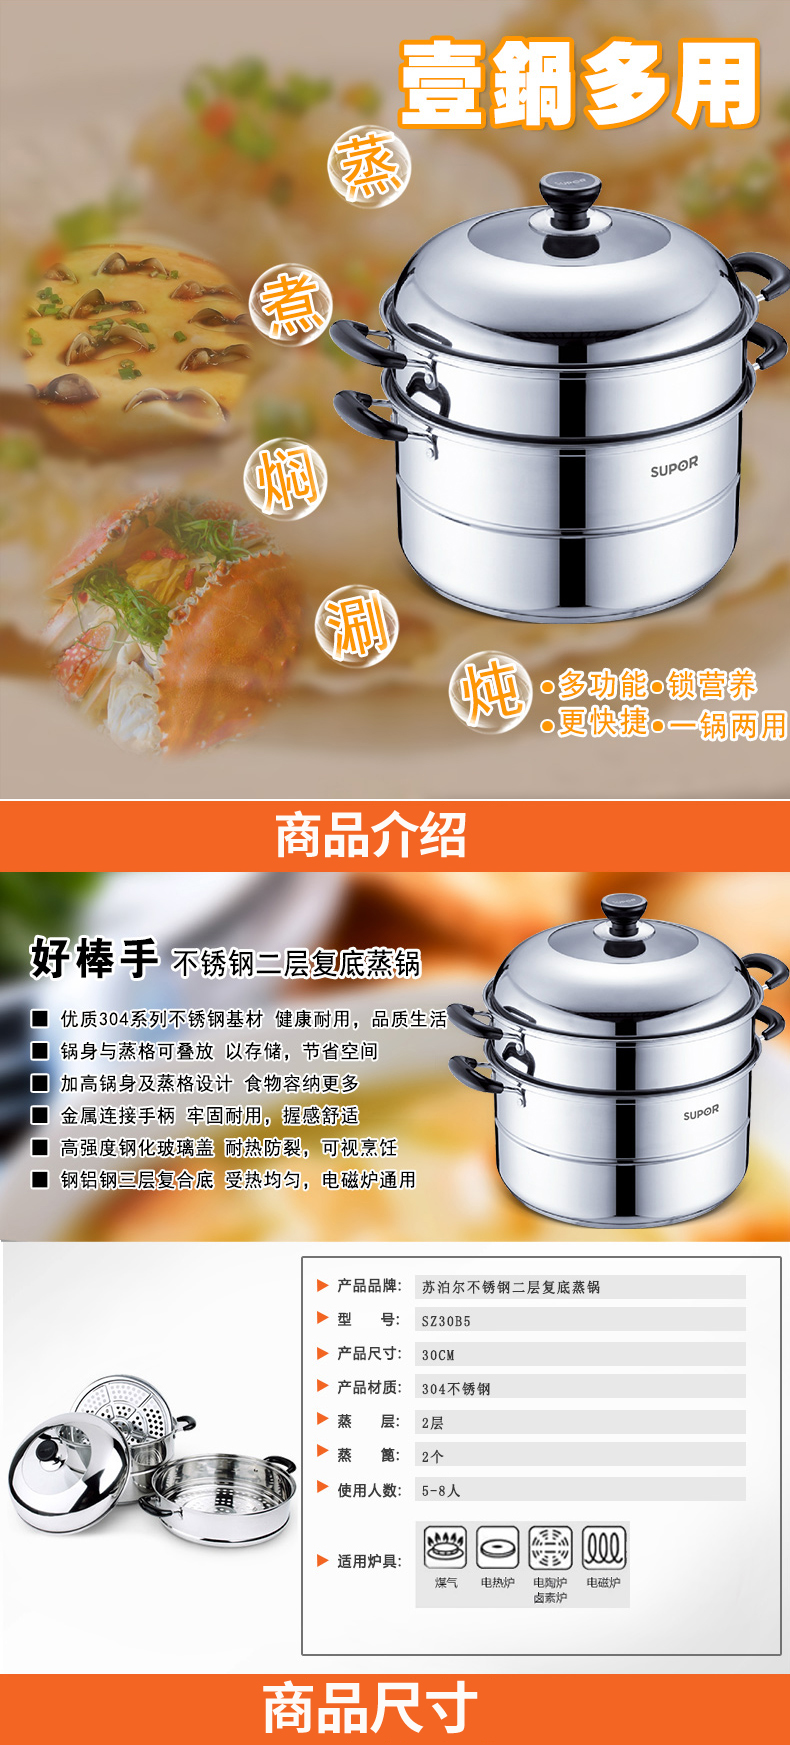 壹鍋多用
蒸
煮
焖
涮
炖
SUPOR
SUPOR
•多功能•锁营养
•更快捷•一锅两用
商品介绍
好棒手 不锈钢二层复底蒸锅
■ 优质304系列不锈钢基材 健康耐用，品质生活
■ 锅身与蒸格可叠放 以存储，节省空间
■ 加高锅身及蒸格设计 食物容纳更多
■ 金属连接手柄 牢固耐用，握感舒适
■ 高强度钢化玻璃盖 耐热防裂，可视烹饪
■ 钢铝钢三层复合底 受热均匀，电磁炉通用
SUPOR
SUPOR
产品品牌： 苏泊尔不锈钢二层复底蒸锅
型 号： SZ30B5
产品尺寸： 30CM
产品材质： 304不锈钢
蒸 层： 2层
蒸 篦： 2个
使用人数： 5-8人
适用炉具：
煤气 电热炉 电陶炉 电磁炉
卤素炉
商品尺寸